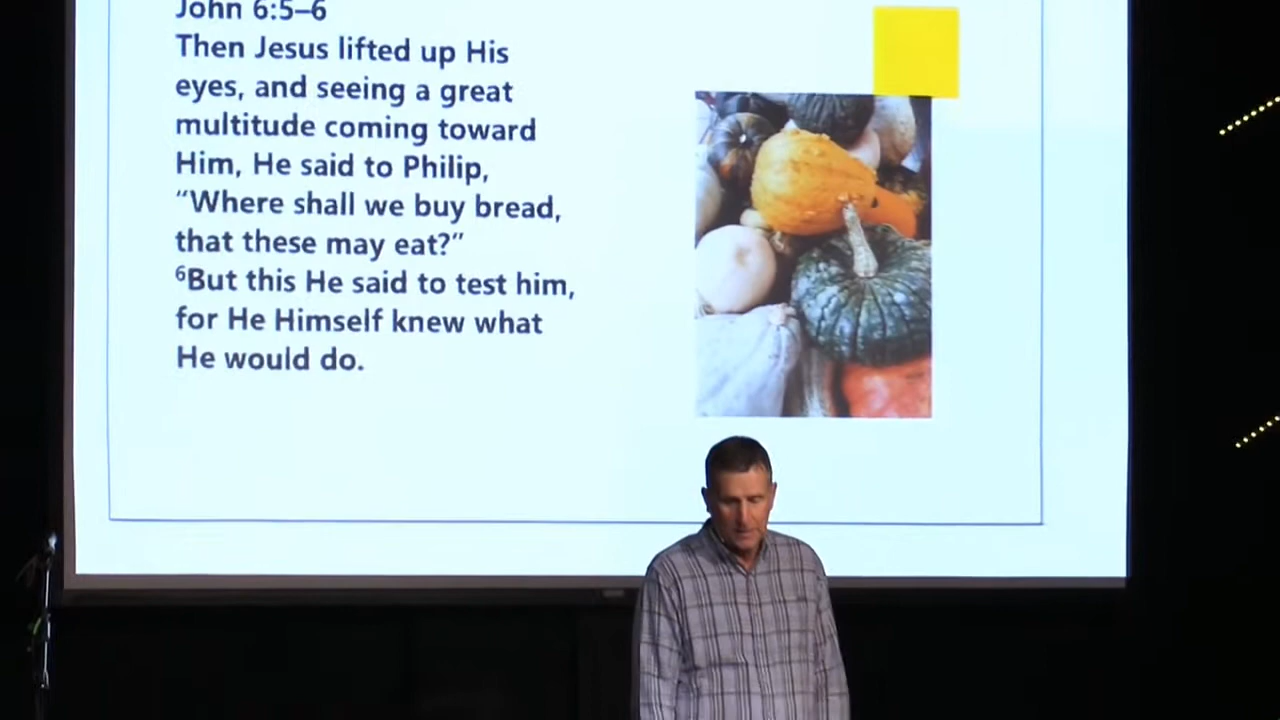 John 6:5–6
Then Jesus lifted up His
eyes, and seeing a great
multitude coming toward
Him, He said to Philip,
“Where shall we buy bread,
that these may eat?”
⁶But this He said to test him,
for He Himself knew what
He would do.